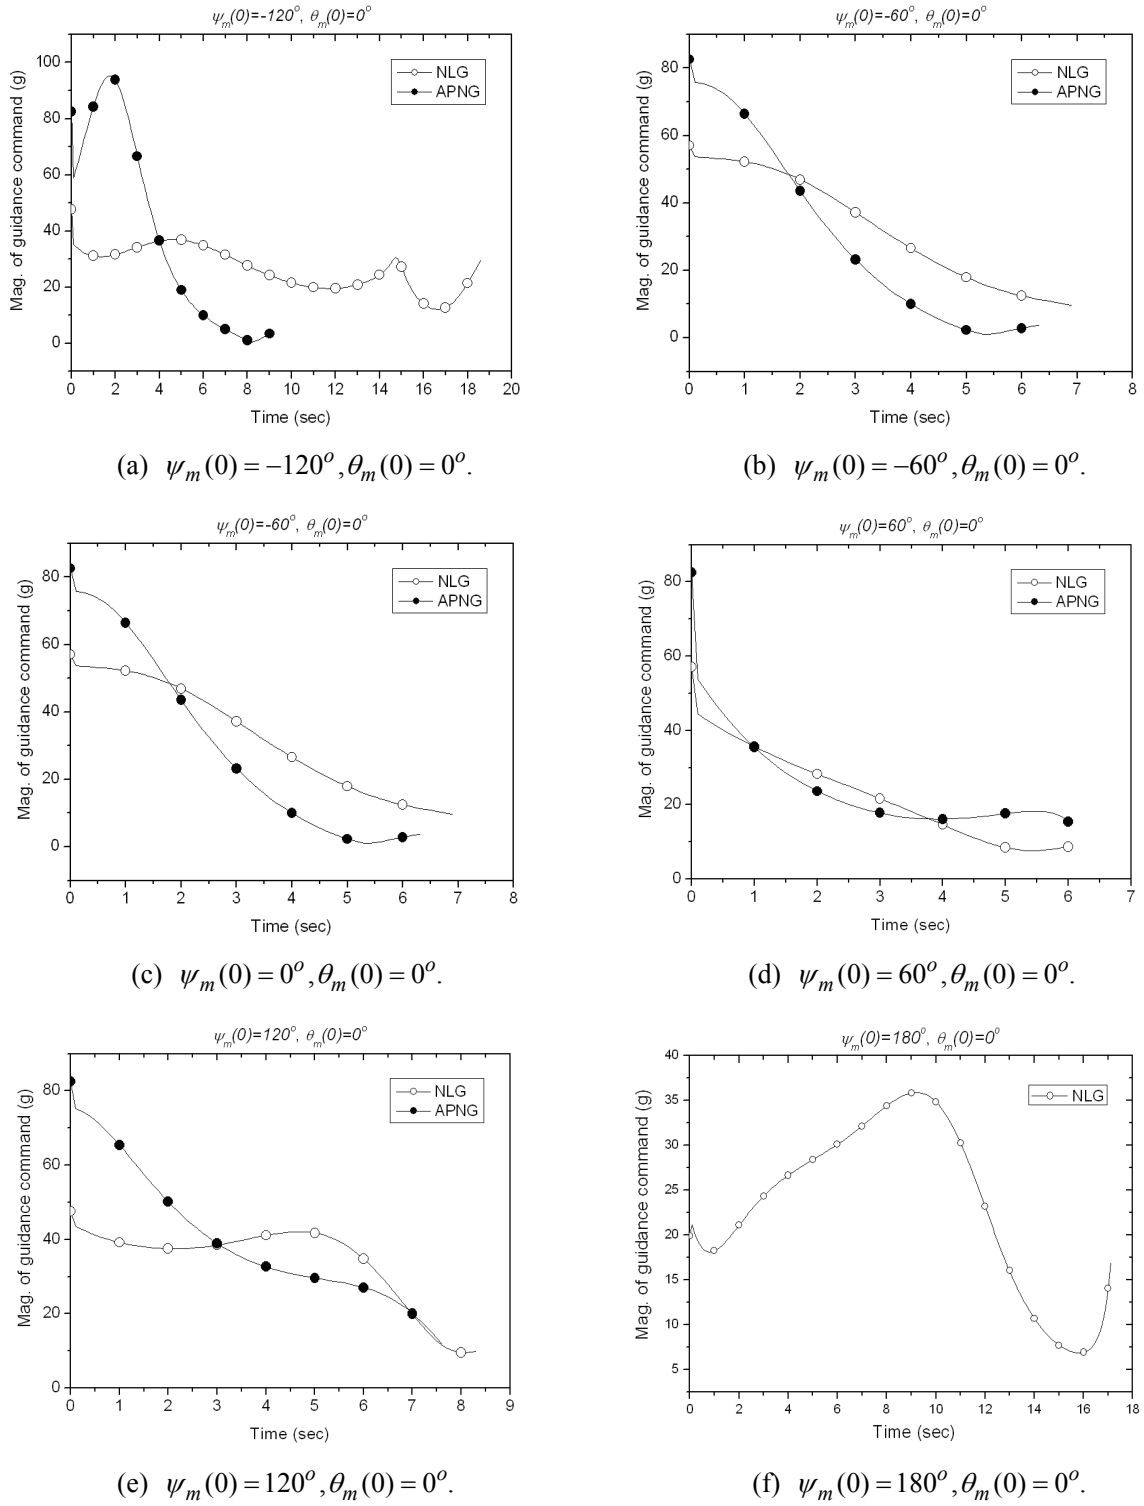 ψm(0)=-120°, θm(0)=0°
Mag. of guidance command (g)
100
80
60
40
20
0
NLG
APNG
0 2 4 6 8 10 12 14 16 18 20
Time (sec)
(a) ψm(0) = −120°, θm(0) = 0°.
ψm(0)=-60°, θm(0)=0°
Mag. of guidance command (g)
80
60
40
20
0
NLG
APNG
0 1 2 3 4 5 6 7 8
Time (sec)
(b) ψm(0) = −60°, θm(0) = 0°.
ψm(0)=-60°, θm(0)=0°
Mag. of guidance command (g)
80
60
40
20
0
NLG
APNG
0 1 2 3 4 5 6 7 8
Time (sec)
(c) ψm(0) = 0°, θm(0) = 0°.
ψm(0)=60°, θm(0)=0°
Mag. of guidance command (g)
80
60
40
20
0
NLG
APNG
0 1 2 3 4 5 6 7
Time (sec)
(d) ψm(0) = 60°, θm(0) = 0°.
ψm(0)=120°, θm(0)=0°
Mag. of guidance command (g)
80
60
40
20
0
NLG
APNG
0 1 2 3 4 5 6 7 8 9
Time (sec)
(e) ψm(0) = 120°, θm(0) = 0°.
ψm(0)=180°, θm(0)=0°
Mag. of guidance command (g)
40
35
30
25
20
15
10
5
NLG
0 2 4 6 8 10 12 14 16 18
Time (sec)
(f) ψm(0) = 180°, θm(0) = 0°.